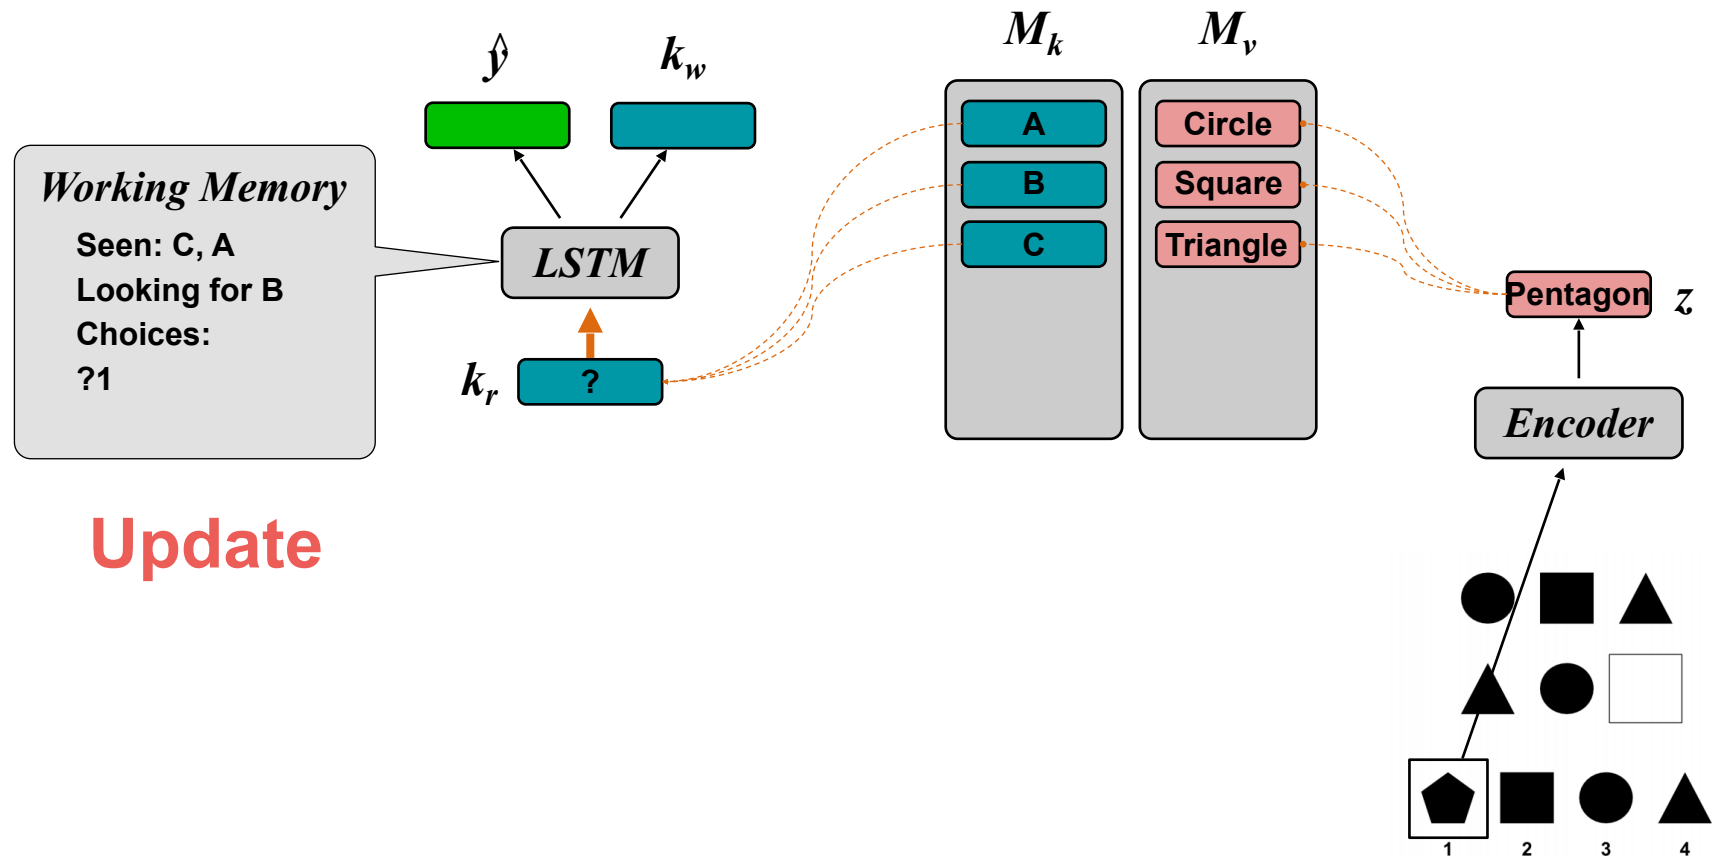 ŷ
k_w
M_k
M_v
Working Memory
Seen: C, A
Looking for B
Choices:
?1
LSTM
k_r
?
A
B
C
Circle
Square
Triangle
Pentagon
z
Encoder
Update
1 2 3 4